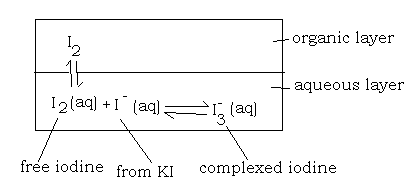 I₂
organic layer
aqueous layer
I₂(aq) + I⁻ (aq) ⇌ I₃⁻ (aq)
free iodine
from KI
complexed iodine